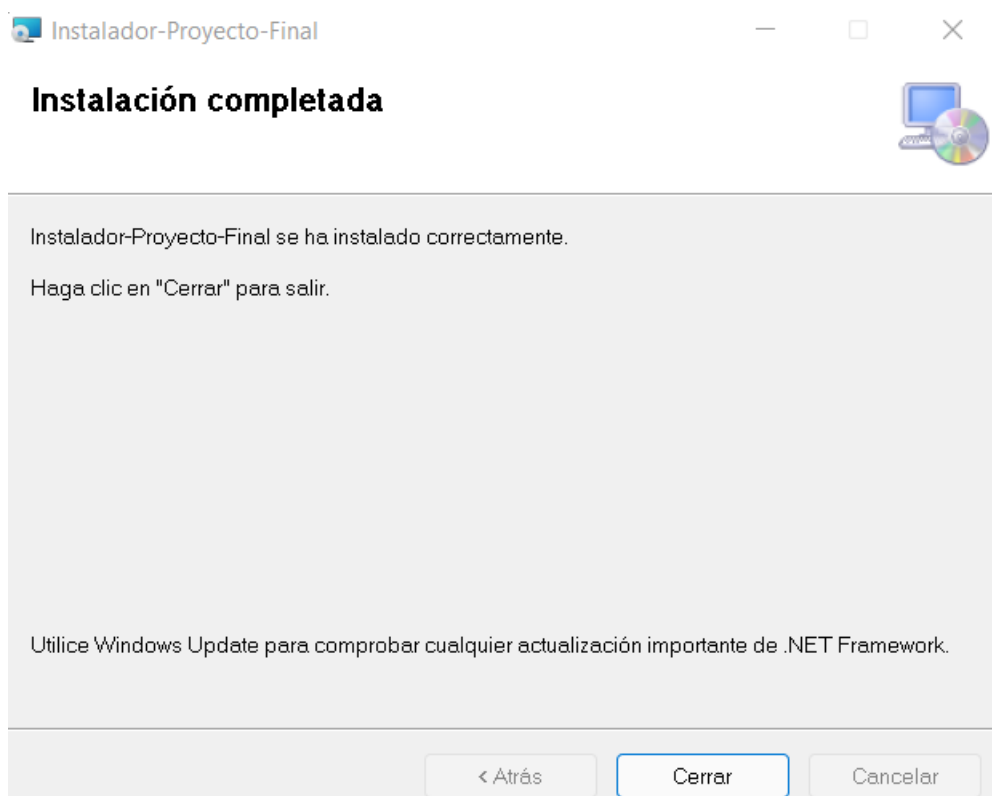 Instalador-Proyecto-Final
Instalación completada
Instalador-Proyecto-Final se ha instalado correctamente.
Haga clic en "Cerrar" para salir.
Utilice Windows Update para comprobar cualquier actualización importante de .NET Framework.
< Atrás
Cerrar
Cancelar